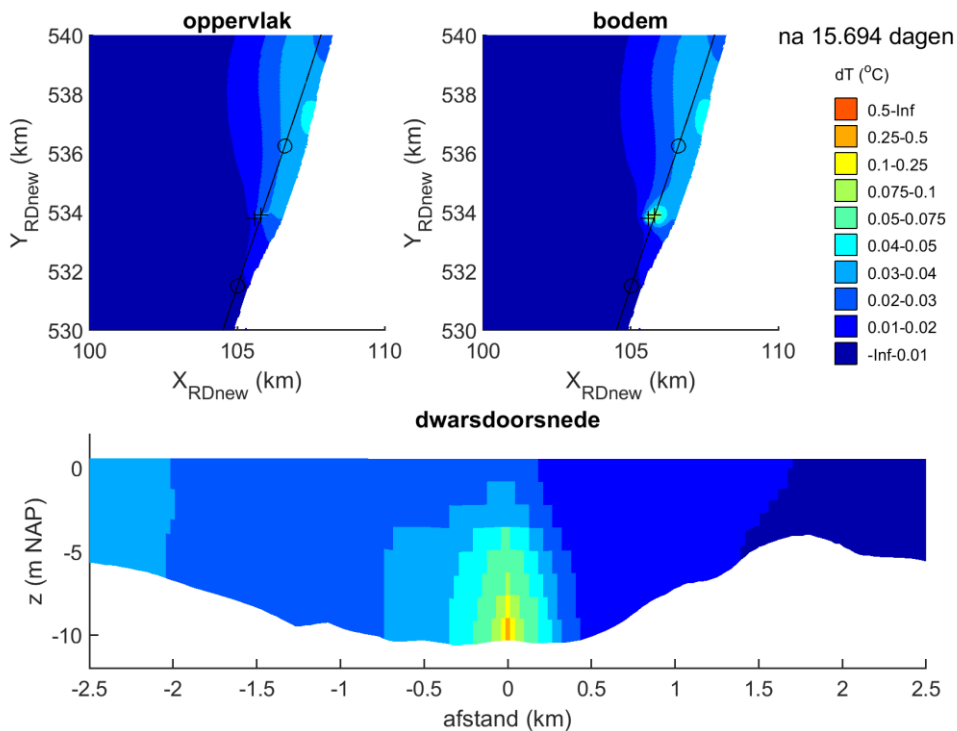 oppervlak
540
538
536
534
532
530
Y_RDnew (km)
100
105
110
X_RDnew (km)
bodem
540
538
536
534
532
530
Y_RDnew (km)
100
105
110
X_RDnew (km)
na 15.694 dagen
dT (°C)
0.5-Inf
0.25-0.5
0.1-0.25
0.075-0.1
0.05-0.075
0.04-0.05
0.03-0.04
0.02-0.03
0.01-0.02
-Inf-0.01
dwarsdoorsnede
0
-5
-10
z (m NAP)
-2.5 -2 -1.5 -1 -0.5 0 0.5 1 1.5 2 2.5
afstand (km)